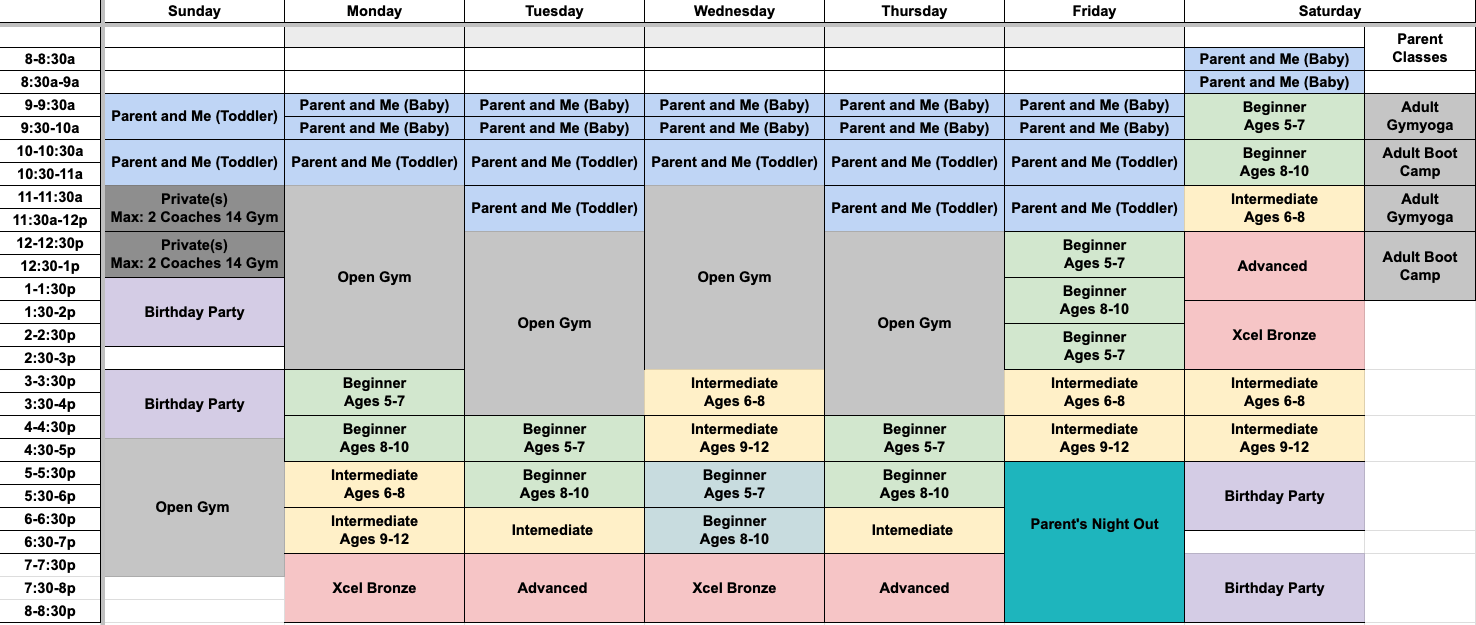 Sunday Monday Tuesday Wednesday Thursday Friday Saturday
Parent
Classes
8-8:30a Parent and Me (Baby)
8:30a-9a Parent and Me (Baby)
9-9:30a Parent and Me (Toddler) Parent and Me (Baby) Parent and Me (Baby) Parent and Me (Baby) Parent and Me (Baby) Parent and Me (Baby) Beginner Adult
Ages 5-7 Gymyoga
9:30-10a Parent and Me (Baby) Parent and Me (Baby) Parent and Me (Baby) Parent and Me (Baby) Parent and Me (Baby)
10-10:30a Parent and Me (Toddler) Parent and Me (Toddler) Parent and Me (Toddler) Parent and Me (Toddler) Parent and Me (Toddler) Parent and Me (Toddler) Beginner Adult Boot
10:30-11a Ages 8-10 Camp
11-11:30a Private(s) Parent and Me (Toddler) Parent and Me (Toddler) Parent and Me (Toddler) Intermediate Adult
11:30a-12p Max: 2 Coaches 14 Gym Ages 6-8 Gymyoga
12-12:30p Private(s) Beginner Advanced Adult Boot
12:30-1p Max: 2 Coaches 14 Gym Open Gym Open Gym Ages 5-7 Camp
1-1:30p Birthday Party Beginner
1:30-2p Open Gym Open Gym Ages 8-10 Xcel Bronze
2-2:30p Beginner
2:30-3p Ages 5-7
3-3:30p Birthday Party Beginner Intermediate Intermediate Intermediate
3:30-4p Ages 5-7 Ages 6-8 Ages 6-8 Ages 6-8
4-4:30p Beginner Beginner Intermediate Beginner Intermediate Intermediate
4:30-5p Ages 8-10 Ages 5-7 Ages 9-12 Ages 5-7 Ages 9-12 Ages 9-12
5-5:30p Open Gym Intermediate Beginner Beginner Beginner Parent's Night Out Birthday Party
5:30-6p Ages 6-8 Ages 8-10 Ages 5-7 Ages 8-10
6-6:30p Intermediate Intemediate Beginner Intemediate
6:30-7p Ages 9-12 Ages 8-10
7-7:30p
7:30-8p Xcel Bronze Advanced Xcel Bronze Advanced Birthday Party
8-8:30p